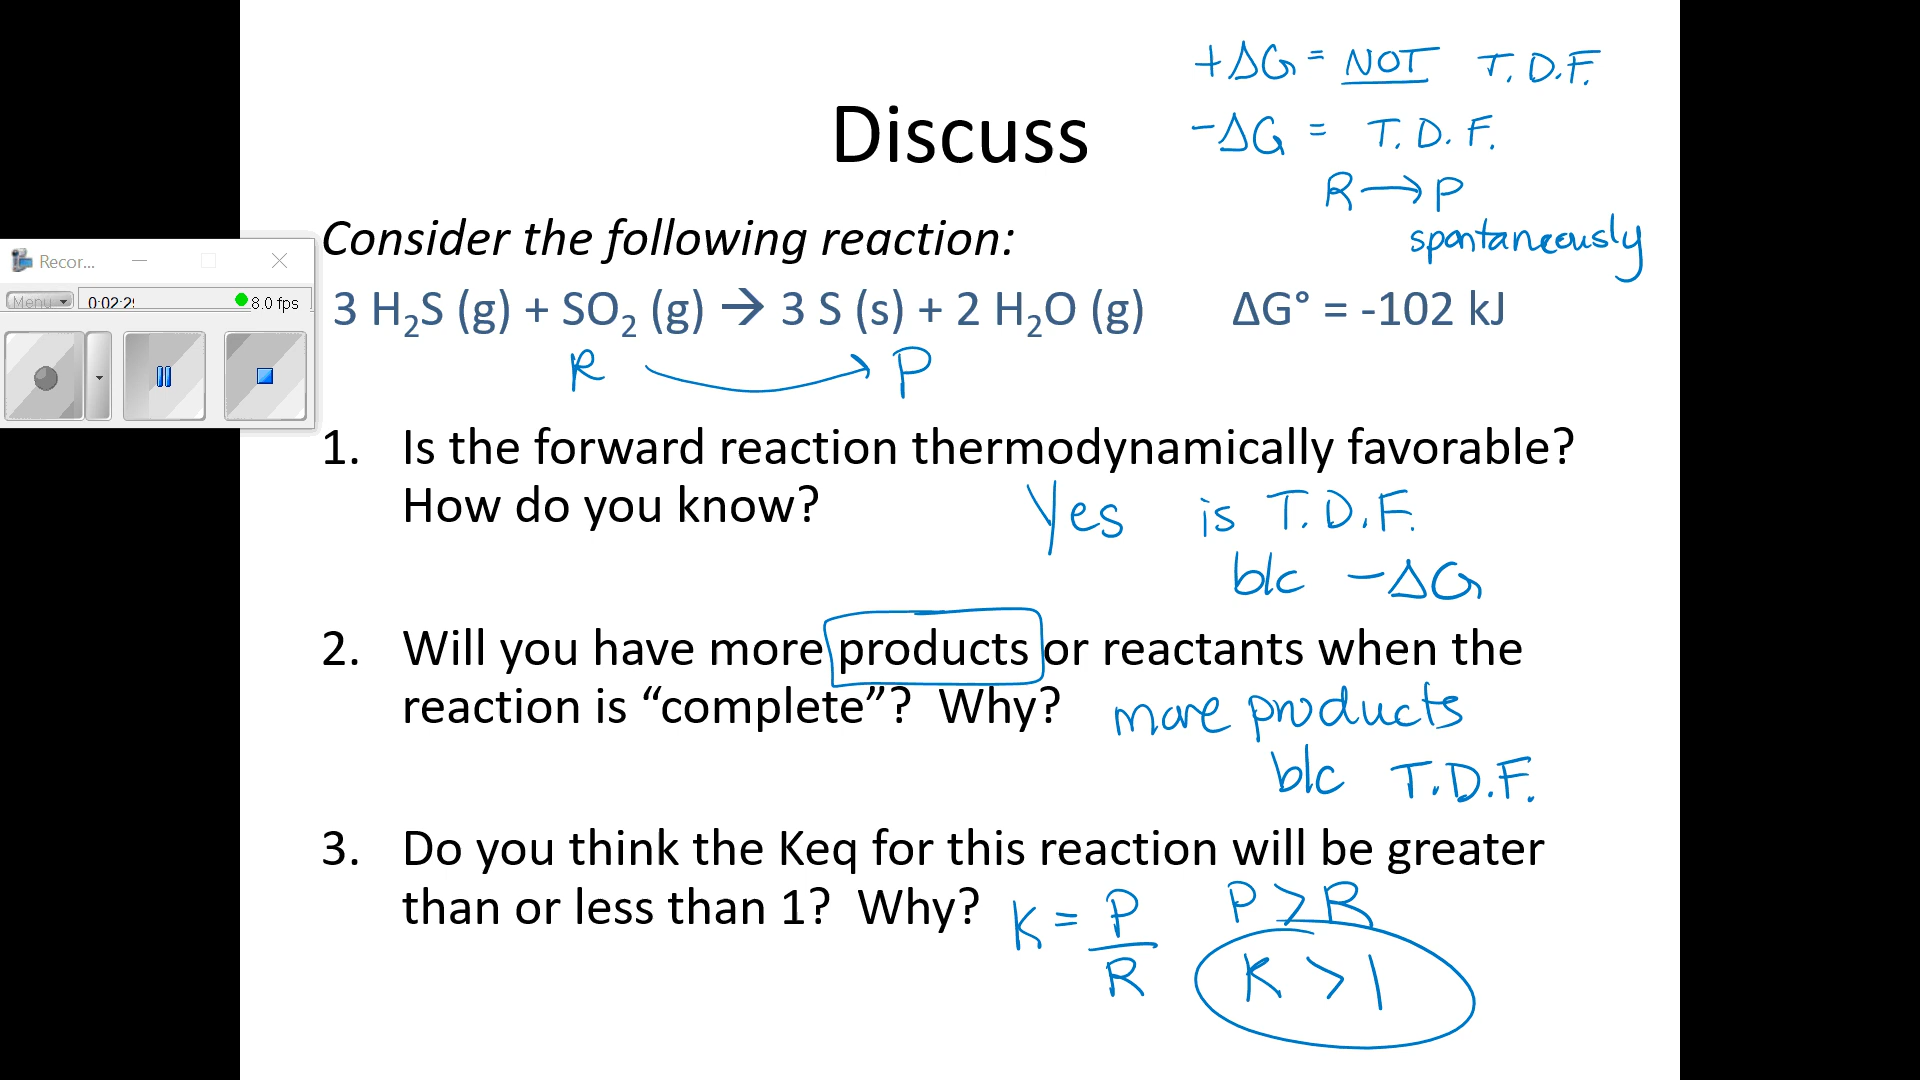 +ΔG = NOT T.D.F.
Discuss
-ΔG = T.D.F.
R → P
spontaneously
Consider the following reaction:
Recor...
Menu
8.0 fps
3 H₂S (g) + SO₂ (g) → 3 S (s) + 2 H₂O (g) ΔG° = -102 kJ
R → P
1. Is the forward reaction thermodynamically favorable?
How do you know?
Yes is T.D.F.
b/c -ΔG
2. Will you have more products or reactants when the
reaction is “complete”? Why?
more products
b/c T.D.F.
3. Do you think the Keq for this reaction will be greater
than or less than 1? Why?
K = P/R
P > R
K > 1